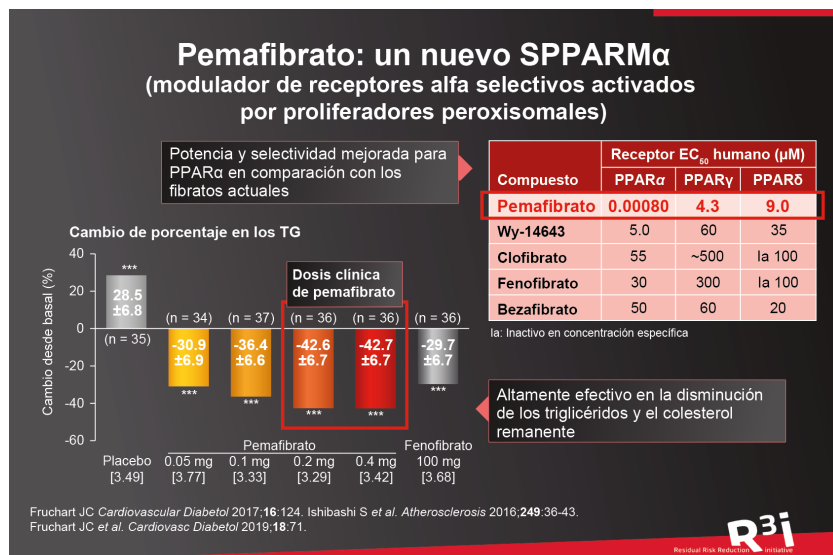 Pemafibrato: un nuevo SPPARMα
(modulador de receptores alfa selectivos activados
por proliferadores peroxisomales)
Potencia y selectividad mejorada para
PPARα en comparación con los
fibratos actuales
Receptor EC50 humano (µM)
Compuesto PPARα PPARγ PPARδ
Pemafibrato 0.00080 4.3 9.0
Wy-14643 5.0 60 35
Clofibrato 55 ~500 Ia 100
Fenofibrato 30 300 Ia 100
Bezafibrato 50 60 20
Ia: Inactivo en concentración específica
Cambio de porcentaje en los TG
Cambio desde basal (%)
40
20
0
-20
-40
-60
Dosis clínica
de pemafibrato
***
28.5
±6.8
(n = 35)
(n = 34) (n = 37) (n = 36) (n = 36) (n = 36)
-30.9 -36.4 -42.6 -42.7 -29.7
±6.9 ±6.6 ±6.7 ±6.7 ±6.7
*** *** *** *** ***
Pemafibrato Fenofibrato
Placebo 0.05 mg 0.1 mg 0.2 mg 0.4 mg 100 mg
[3.49] [3.77] [3.33] [3.29] [3.42] [3.68]
Altamente efectivo en la disminución
de los triglicéridos y el colesterol
remanente
Fruchart JC Cardiovascular Diabetol 2017;16:124. Ishibashi S et al. Atherosclerosis 2016;249:36-43.
Fruchart JC et al. Cardiovasc Diabetol 2019;18:71.
R3i
Residual Risk Reduction initiative